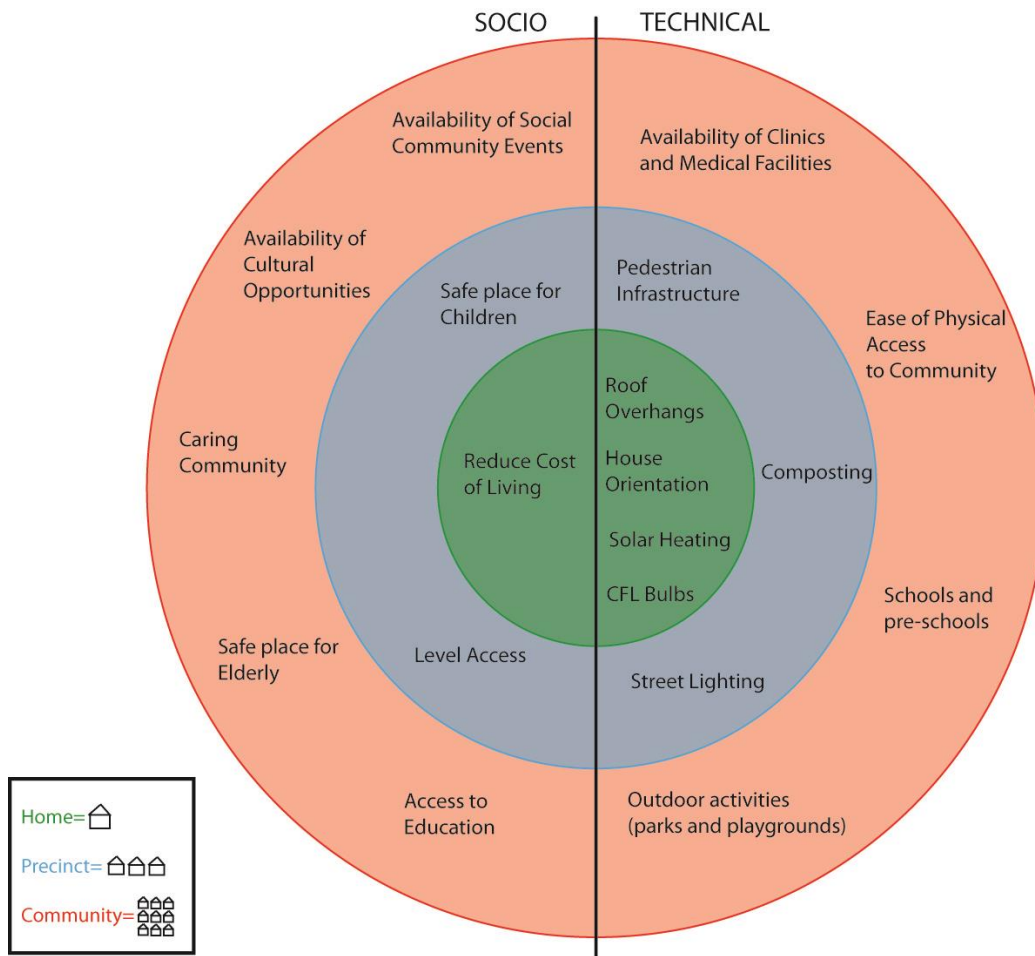 SOCIO
TECHNICAL
Availability of Social
Community Events
Availability of Clinics
and Medical Facilities
Availability of
Cultural
Opportunities
Safe place for
Children
Pedestrian
Infrastructure
Ease of Physical
Access
to Community
Roof
Overhangs
Caring
Community
Reduce Cost
of Living
House
Orientation
Composting
Solar Heating
CFL Bulbs
Schools and
pre-schools
Safe place for
Elderly
Level Access
Street Lighting
Access to
Education
Outdoor activities
(parks and playgrounds)
Home=
Precinct=
Community=